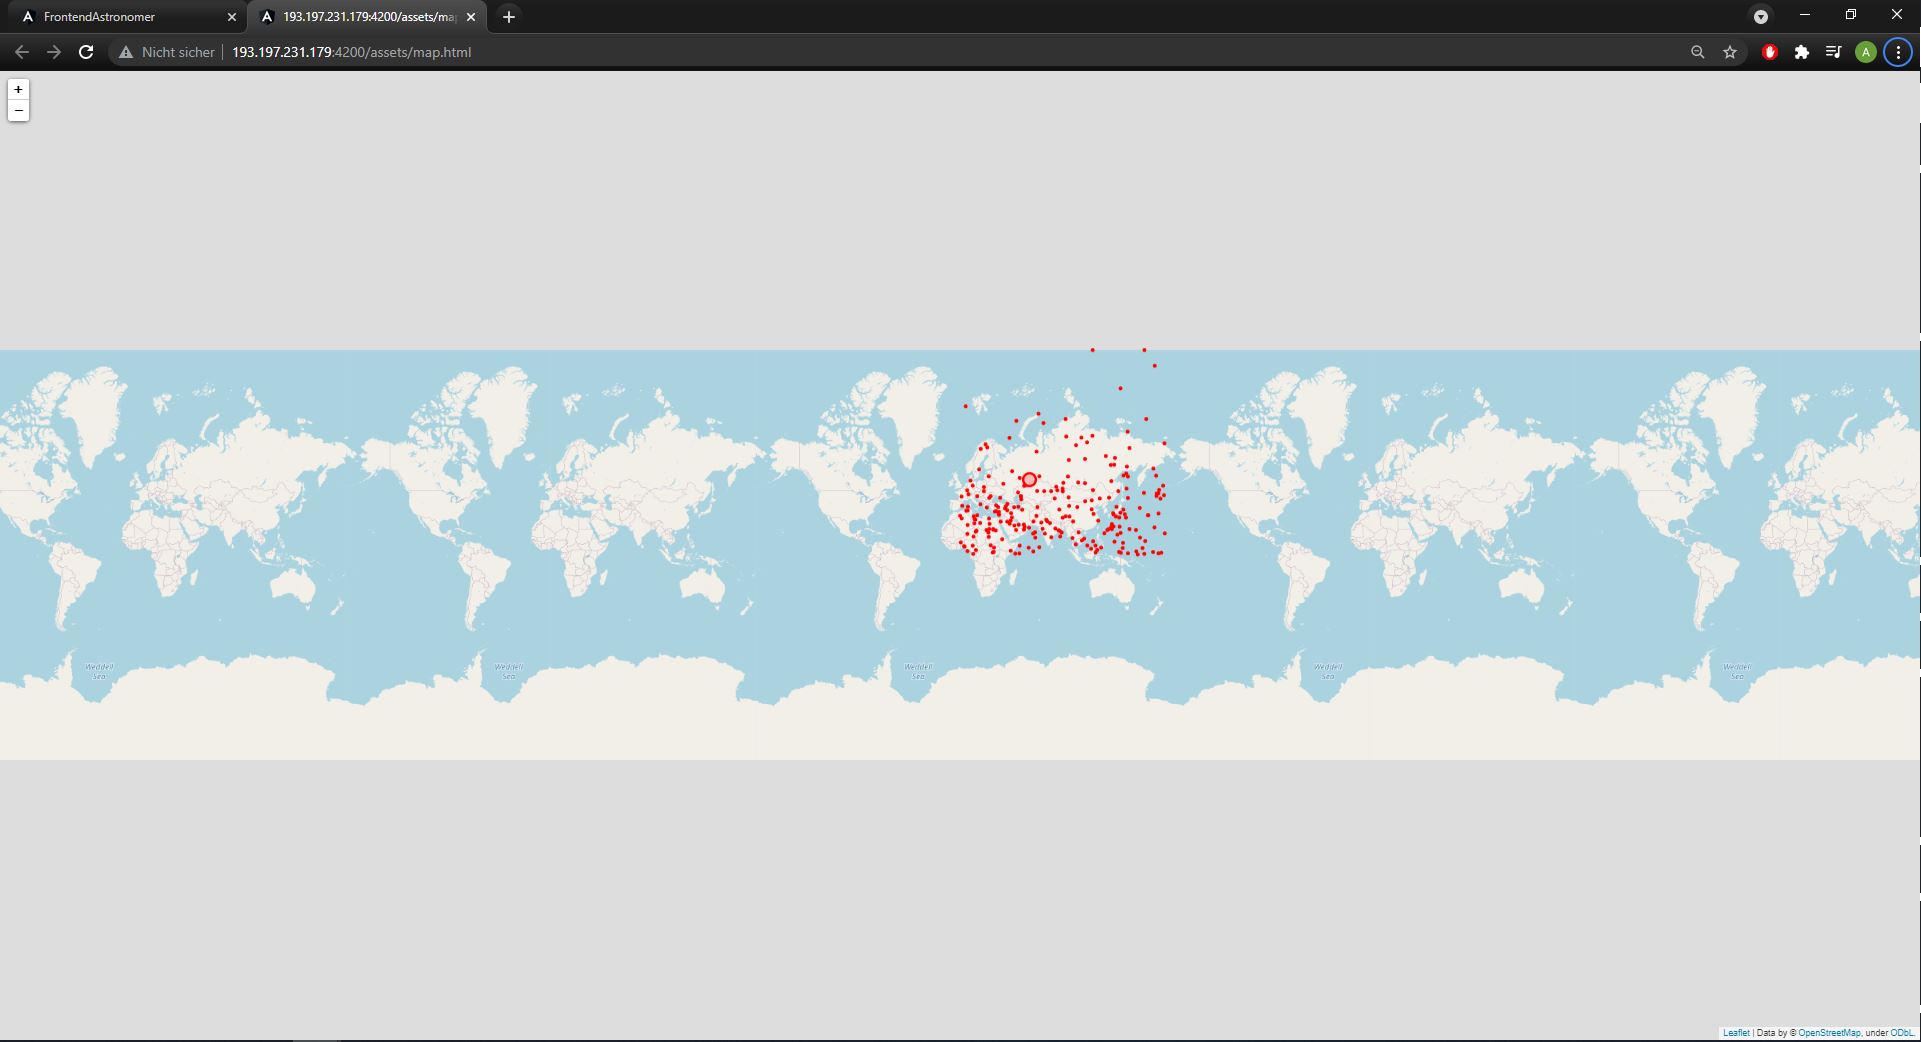 FrontendAstronomer
193.197.231.179:4200/assets/map
Nicht sicher
193.197.231.179:4200/assets/map.html
A
+
−
Weddell
Sea
Weddell
Sea
Weddell
Sea
Weddell
Sea
Weddell
Sea
Leaflet | Data by © OpenStreetMap, under ODbL.